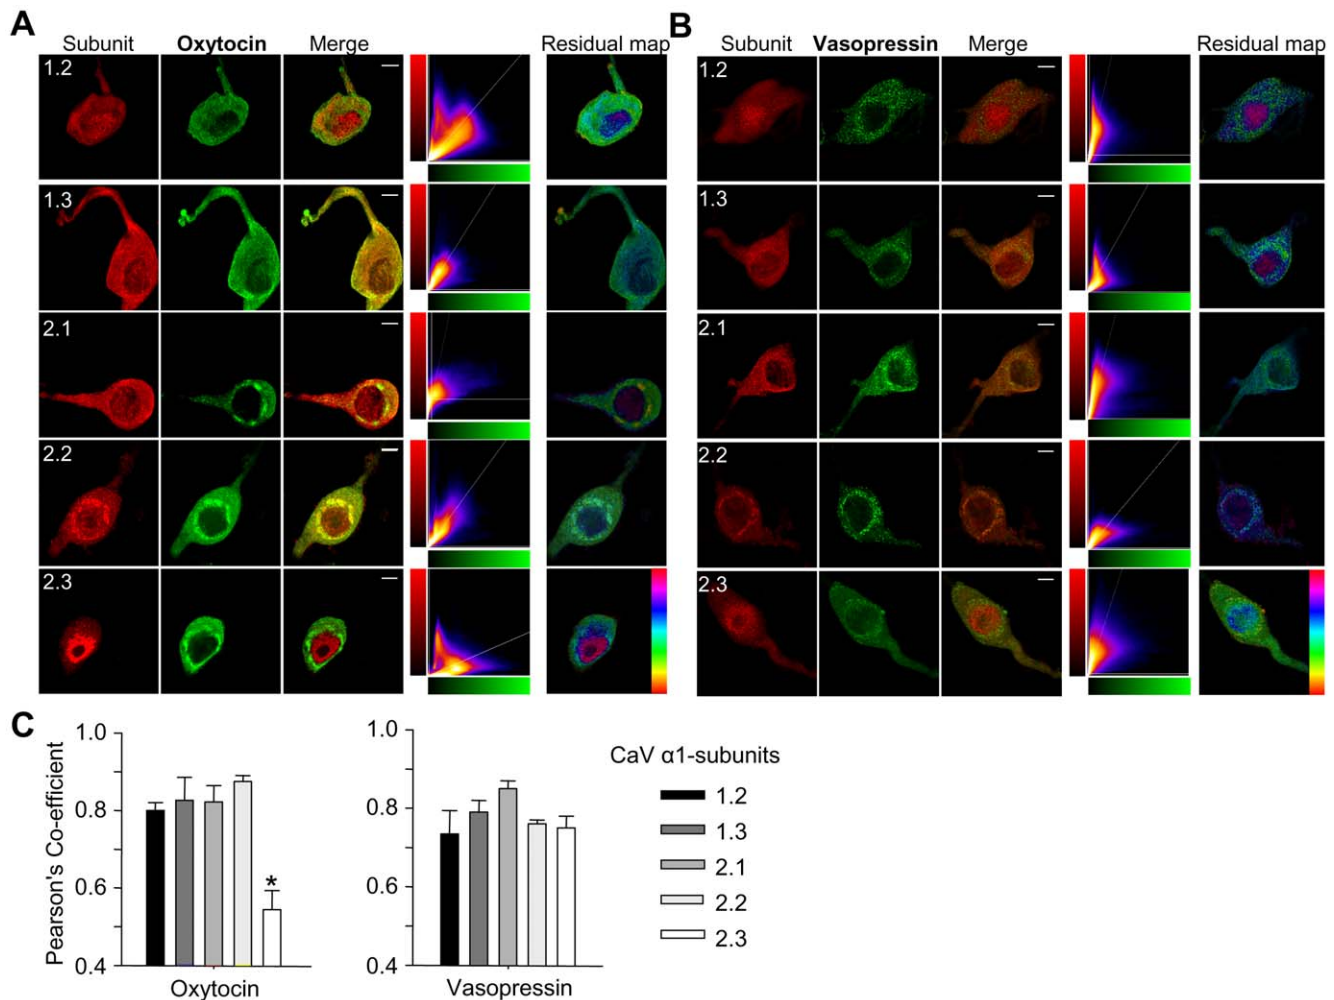 A
Subunit Oxytocin Merge Residual map
1.2
1.3
2.1
2.2
2.3
B
Subunit Vasopressin Merge Residual map
1.2
1.3
2.1
2.2
2.3
C
Pearson's Co-efficient
1.0
0.8
0.6
0.4
Oxytocin
1.0
0.8
0.6
0.4
Vasopressin
*
CaV α1-subunits
1.2
1.3
2.1
2.2
2.3